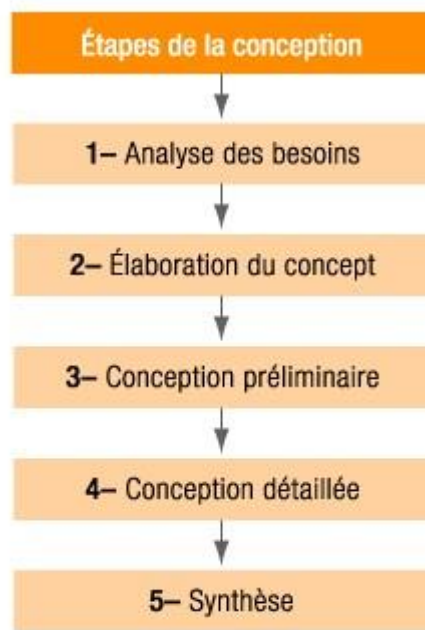 Étapes de la conception
1– Analyse des besoins
2– Élaboration du concept
3– Conception préliminaire
4– Conception détaillée
5– Synthèse